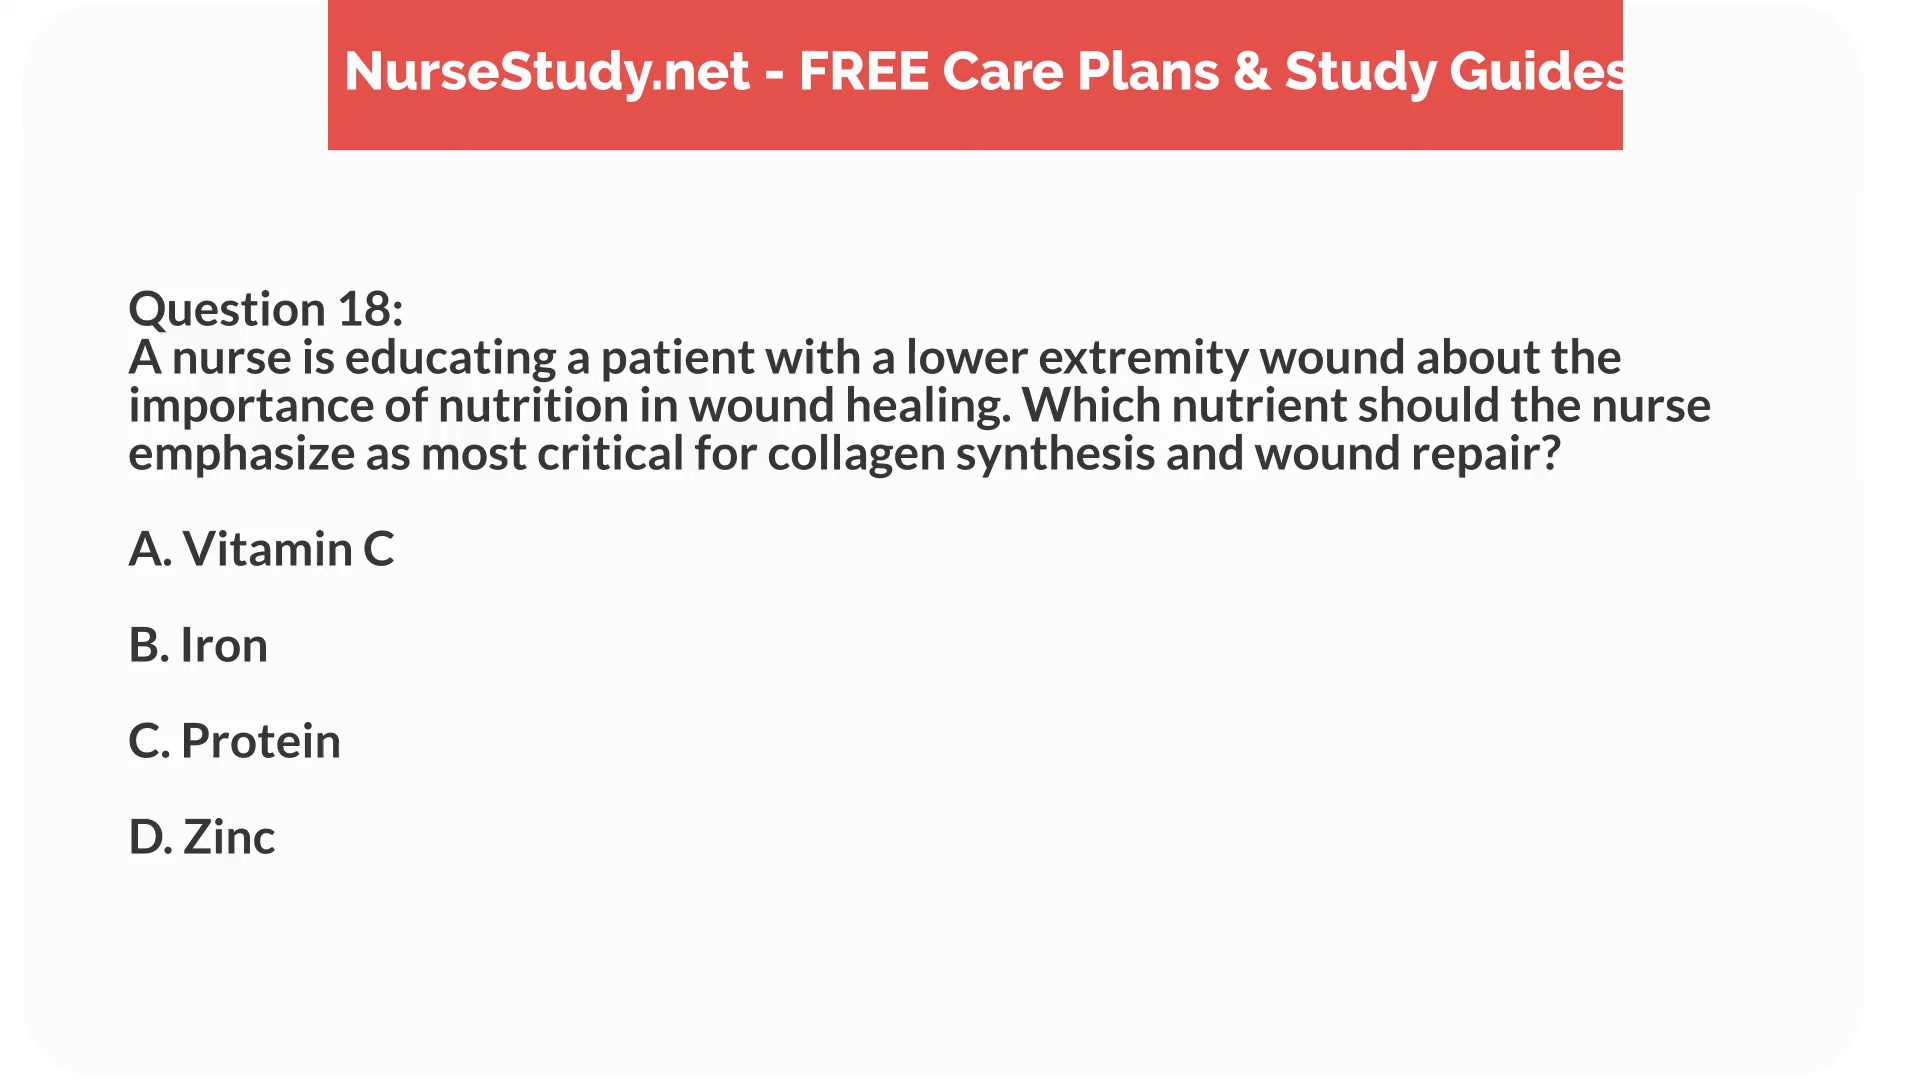 NurseStudy.net - FREE Care Plans & Study Guides
Question 18:
A nurse is educating a patient with a lower extremity wound about the
importance of nutrition in wound healing. Which nutrient should the nurse
emphasize as most critical for collagen synthesis and wound repair?
A. Vitamin C
B. Iron
C. Protein
D. Zinc